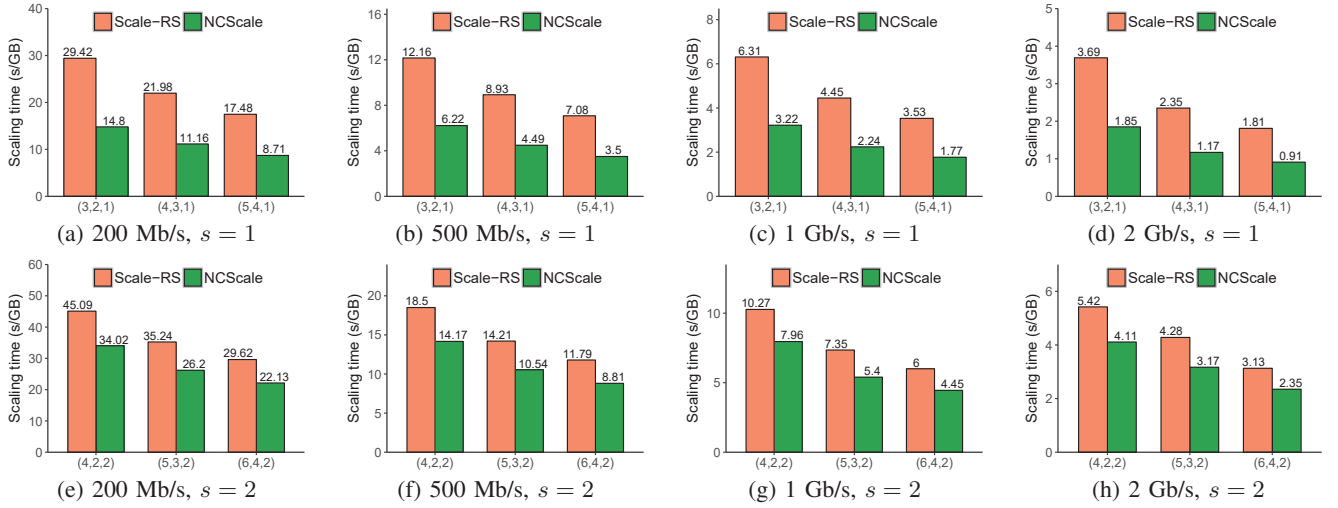 Scale−RS NCScale
Scaling time (s/GB)
40
30
20
10
0
29.42
14.8
21.98
11.16
17.48
8.71
(3,2,1) (4,3,1) (5,4,1)
(a) 200 Mb/s, s = 1
Scale−RS NCScale
Scaling time (s/GB)
16
12
8
4
0
12.16
6.22
8.93
4.49
7.08
3.5
(3,2,1) (4,3,1) (5,4,1)
(b) 500 Mb/s, s = 1
Scale−RS NCScale
Scaling time (s/GB)
8
6
4
2
0
6.31
3.22
4.45
2.24
3.53
1.77
(3,2,1) (4,3,1) (5,4,1)
(c) 1 Gb/s, s = 1
Scale−RS NCScale
Scaling time (s/GB)
5
4
3
2
1
0
3.69
1.85
2.35
1.17
1.81
0.91
(3,2,1) (4,3,1) (5,4,1)
(d) 2 Gb/s, s = 1
Scale−RS NCScale
Scaling time (s/GB)
60
50
40
30
20
10
0
45.09
34.02
35.24
26.2
29.62
22.13
(4,2,2) (5,3,2) (6,4,2)
(e) 200 Mb/s, s = 2
Scale−RS NCScale
Scaling time (s/GB)
20
15
10
5
0
18.5
14.17
14.21
10.54
11.79
8.81
(4,2,2) (5,3,2) (6,4,2)
(f) 500 Mb/s, s = 2
Scale−RS NCScale
Scaling time (s/GB)
10
5
0
10.27
7.96
7.35
5.4
6
4.45
(4,2,2) (5,3,2) (6,4,2)
(g) 1 Gb/s, s = 2
Scale−RS NCScale
Scaling time (s/GB)
6
4
2
0
5.42
4.11
4.28
3.17
3.13
2.35
(4,2,2) (5,3,2) (6,4,2)
(h) 2 Gb/s, s = 2